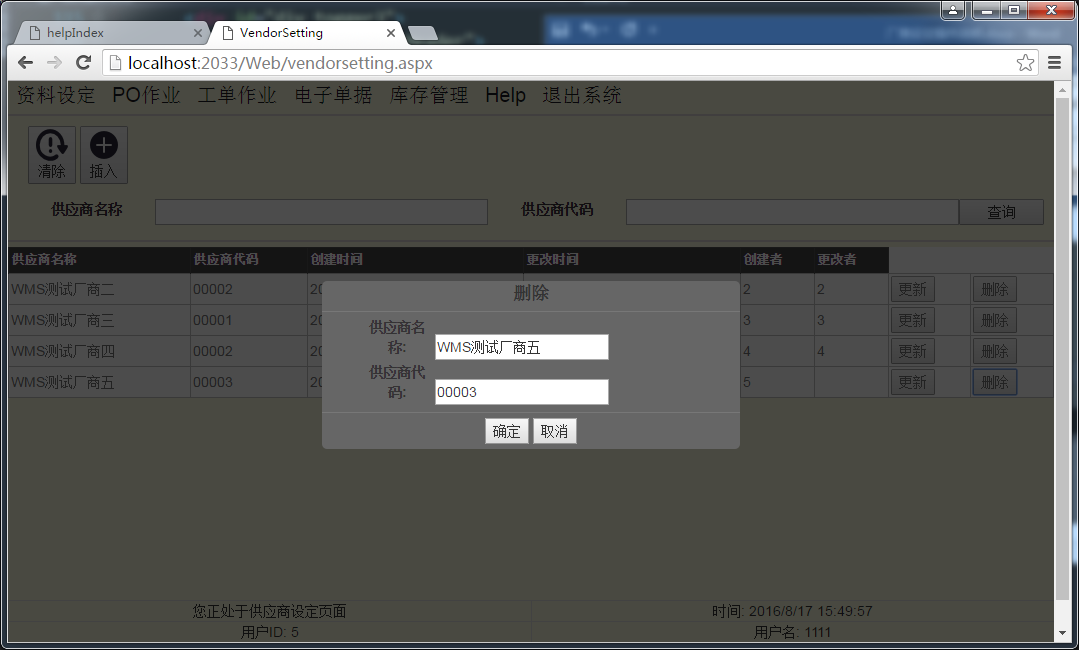 helpIndex
VendorSetting
localhost:2033/Web/vendorsetting.aspx
资料设定 PO作业 工单作业 电子单据 库存管理 Help 退出系统
清除 插入
供应商名称 供应商代码 查询
供应商名称 供应商代码 创建时间 更改时间 创建者 更改者
WMS测试厂商二 00002 20 2 2 更新 删除
WMS测试厂商三 00001 20 3 3 更新 删除
WMS测试厂商四 00002 20 4 4 更新 删除
WMS测试厂商五 00003 20 5 更新 删除
删除
供应商名
称:
WMS测试厂商五
供应商代
码:
00003
确定 取消
您正处于供应商设定页面 时间: 2016/8/17 15:49:57
用户ID: 5 用户名: 1111